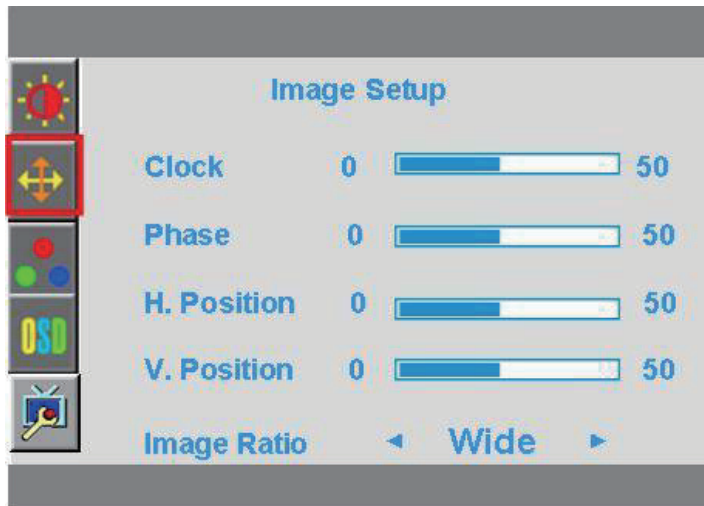 Image Setup
Clock 0 50
Phase 0 50
H. Position 0 50
OSD
V. Position 0 50
Image Ratio ◄ Wide ►